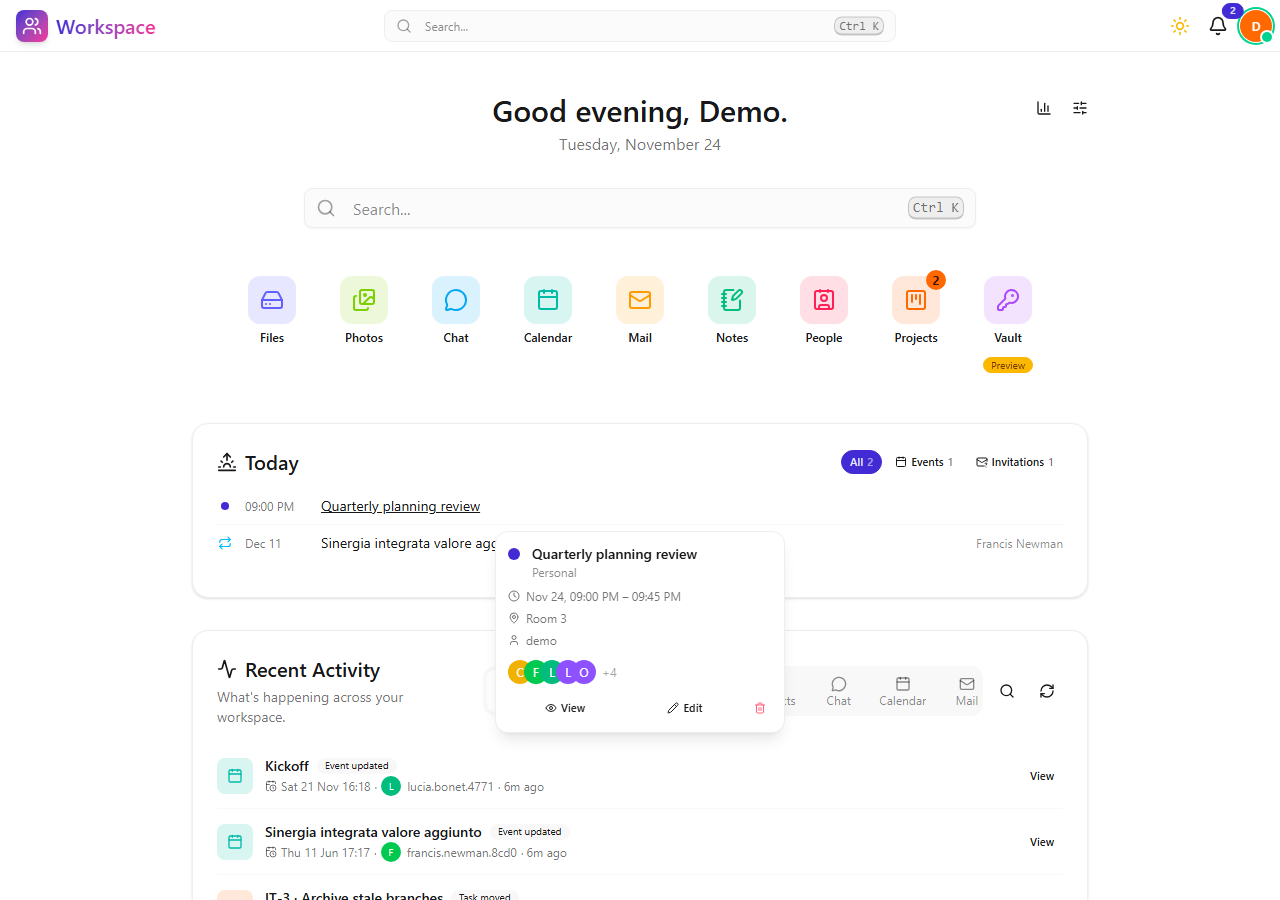 Workspace
Search...
Ctrl K
2
D
Good evening, Demo.
Tuesday, November 24
Search...
Ctrl K
Files
Photos
Chat
Calendar
Mail
Notes
People
2
Projects
Vault
Preview
Today
All 2
Events 1
Invitations 1
09:00 PM
Quarterly planning review
Dec 11
Sinergia integrata valore agg
Francis Newman
Quarterly planning review
Personal
Nov 24, 09:00 PM – 09:45 PM
Room 3
demo
C F L L O +4
View
Edit
Recent Activity
What's happening across your
workspace.
Chat
Calendar
Mail
Kickoff
Event updated
Sat 21 Nov 16:18 · L lucia.bonet.4771 · 6m ago
View
Sinergia integrata valore aggiunto
Event updated
Thu 11 Jun 17:17 · F francis.newman.8cd0 · 6m ago
View
IT-3 · Archive stale branches
Task moved